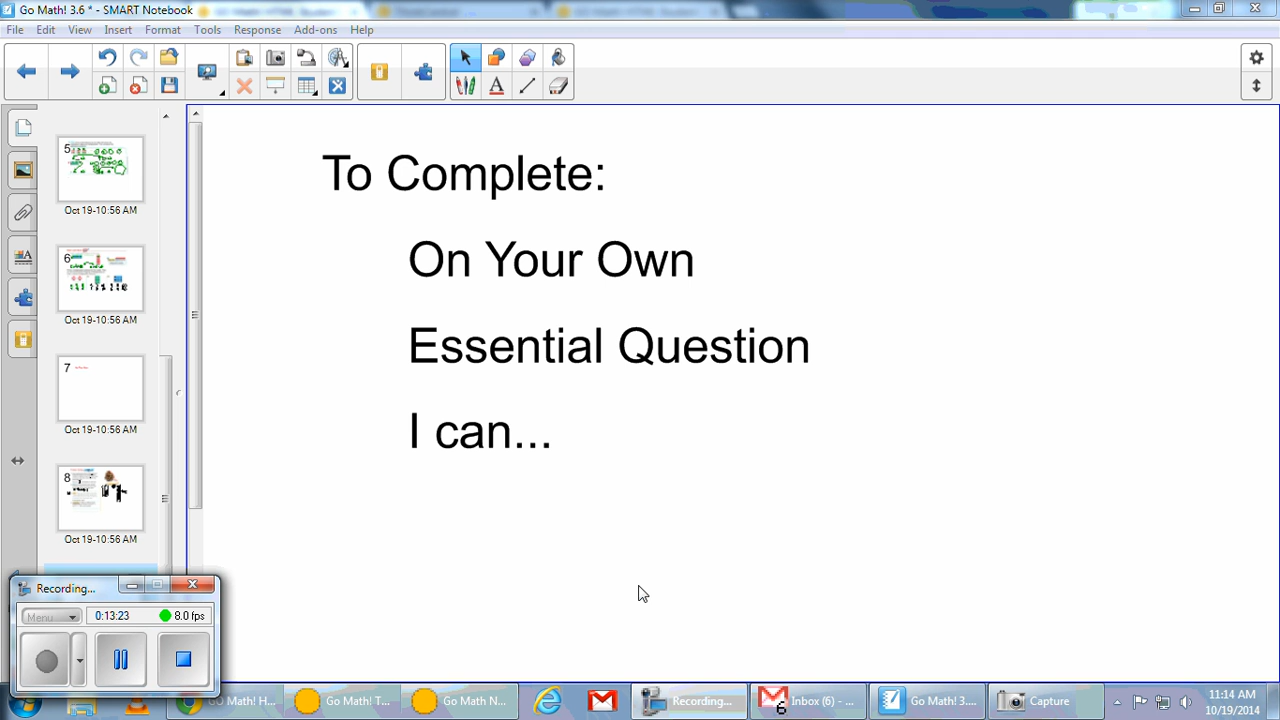 Go Math! 3.6 * - SMART Notebook
File Edit View Insert Format Tools Response Add-ons Help
To Complete:
On Your Own
Essential Question
I can...
5
Oct 19-10:56 AM
6
Oct 19-10:56 AM
7
Oct 19-10:56 AM
8
Oct 19-10:56 AM
Recording...
Menu 0:13:23 8.0 fps
GO Math! H... Go Math! T... Go Math N... Recording... Inbox (6) - ... Go Math! 3.... Capture
11:14 AM
10/19/2014